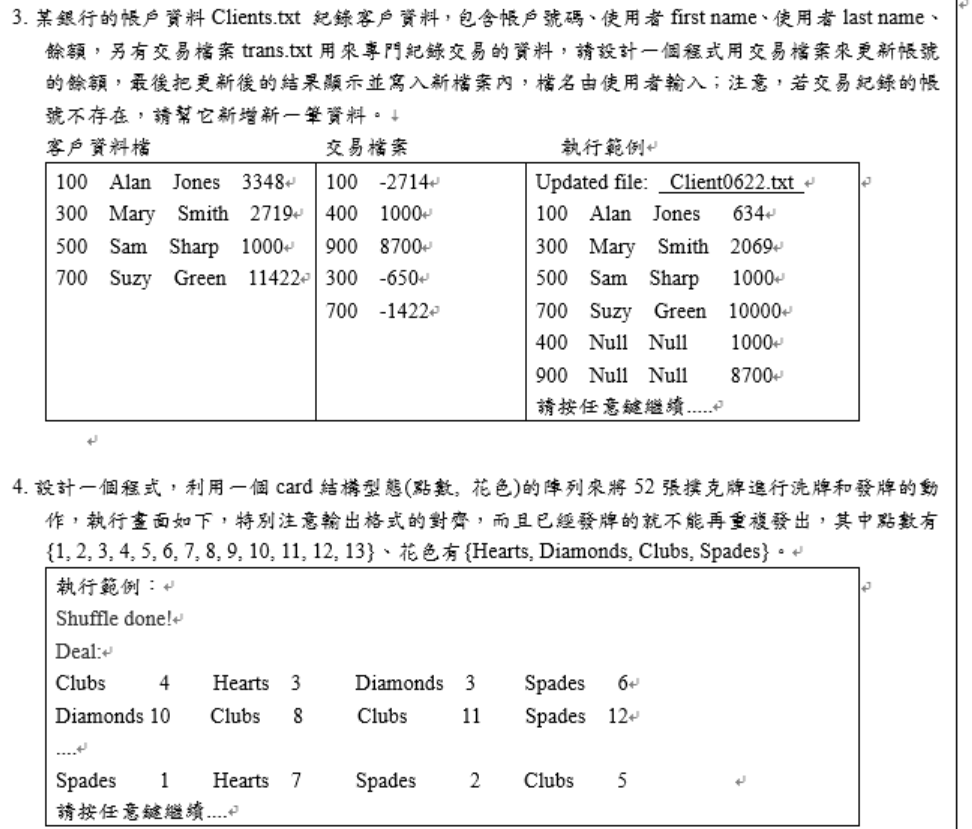 3. 某銀行的帳戶資料 Clients.txt 紀錄客戶資料，包含帳戶號碼、使用者 first name、使用者 last name、
餘額，另有交易檔案 trans.txt 用來專門紀錄交易的資料，請設計一個程式用交易檔案來更新帳號
的餘額，最後把更新後的結果顯示並寫入新檔案內，檔名由使用者輸入；注意，若交易紀錄的帳
號不存在，請幫它新增新一筆資料。↓
客戶資料檔 交易檔案 執行範例
100 Alan Jones 3348
300 Mary Smith 2719
500 Sam Sharp 1000
700 Suzy Green 11422
100 -2714
400 1000
900 8700
300 -650
700 -1422
Updated file: Client0622.txt
100 Alan Jones 634
300 Mary Smith 2069
500 Sam Sharp 1000
700 Suzy Green 10000
400 Null Null 1000
900 Null Null 8700
請按任意鍵繼續.....
4. 設計一個程式，利用一個 card 結構型態(點數, 花色)的陣列來將 52 張撲克牌進行洗牌和發牌的動
作，執行畫面如下，特別注意輸出格式的對齊，而且已經發牌的就不能再重複發出，其中點數有
{1, 2, 3, 4, 5, 6, 7, 8, 9, 10, 11, 12, 13}、花色有{Hearts, Diamonds, Clubs, Spades}。
執行範例：
Shuffle done!
Deal:
Clubs 4 Hearts 3 Diamonds 3 Spades 6
Diamonds 10 Clubs 8 Clubs 11 Spades 12
....
Spades 1 Hearts 7 Spades 2 Clubs 5
請按任意鍵繼續....